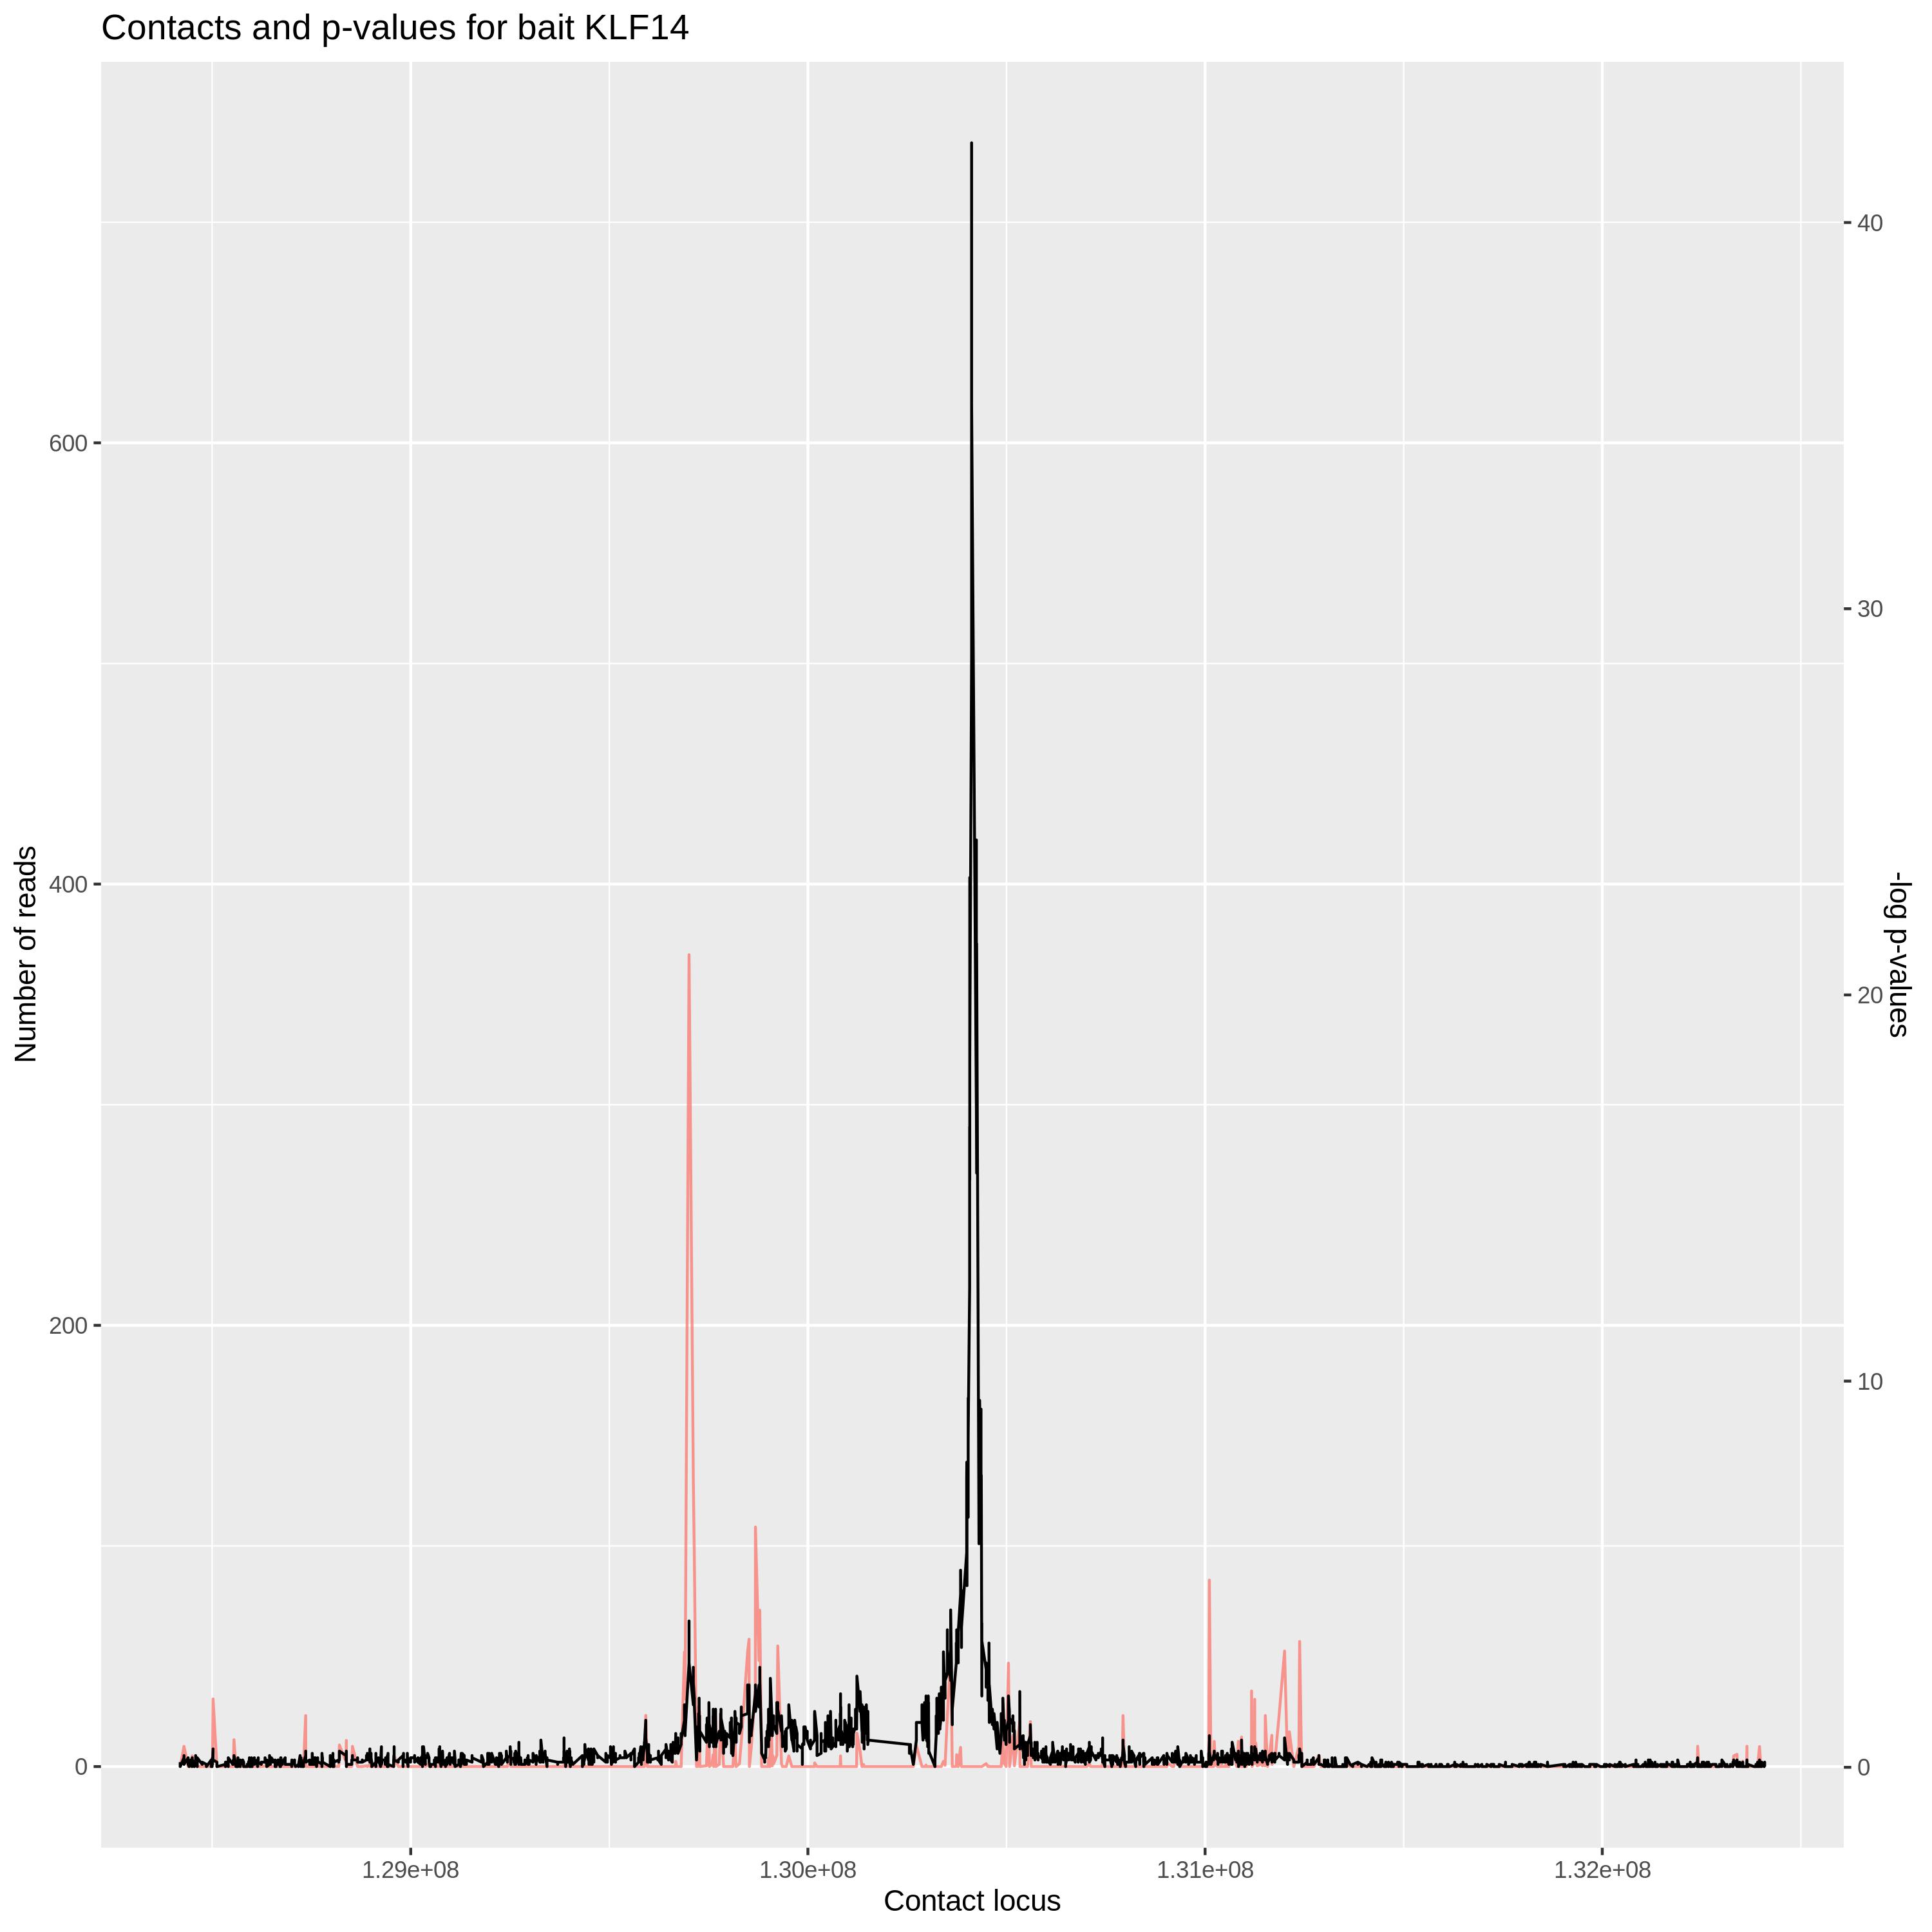 Contacts and p-values for bait KLF14
Number of reads
600
400
200
0
40
30
20
10
0
-log p-values
1.29e+08
1.30e+08
1.31e+08
1.32e+08
Contact locus